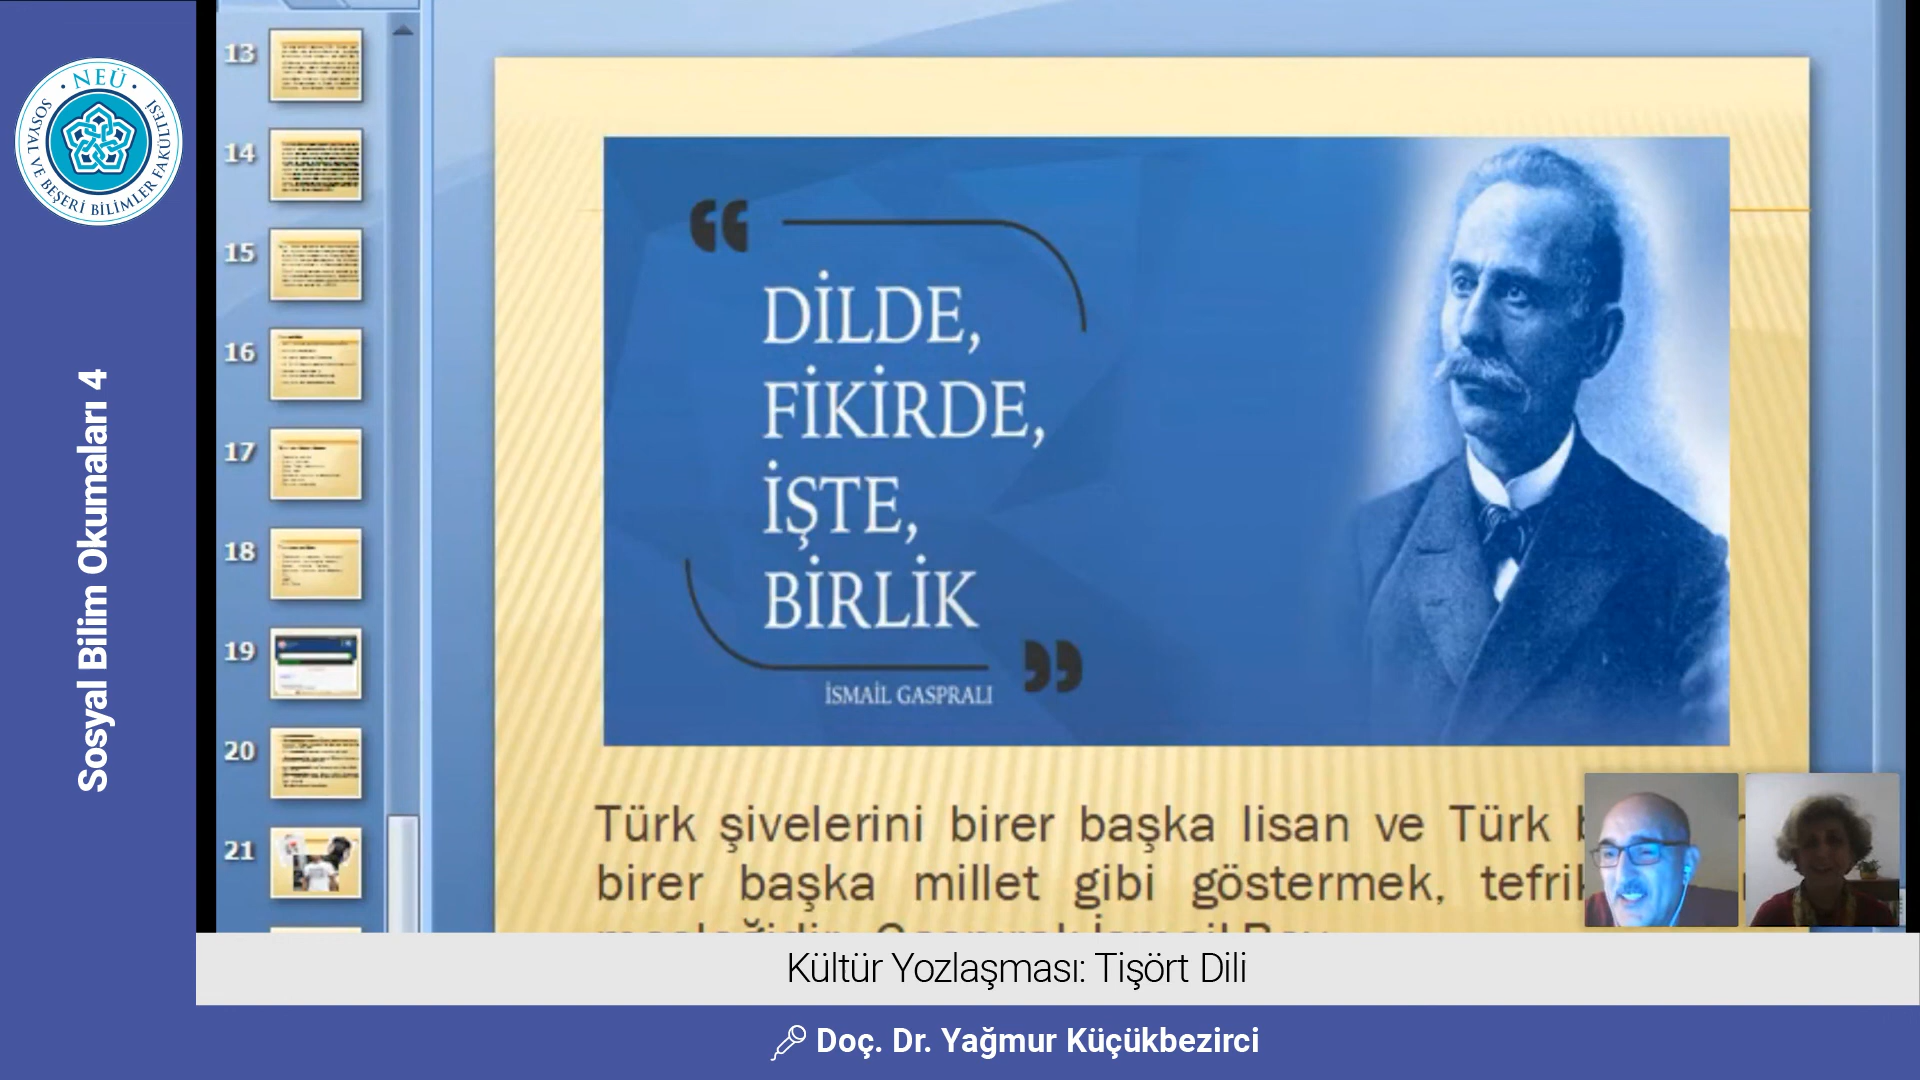 NEÜ
SOSYAL VE BEŞERİ BİLİMLER FAKÜLTESİ
Sosyal Bilim Okumaları 4
13
14
15
16
17
18
19
20
21
“
DİLDE,
FİKİRDE,
İŞTE,
BİRLİK
”
İSMAİL GASPRALI
Türk şivelerini birer başka lisan ve Türk
birer başka millet gibi göstermek,
Kültür Yozlaşması: Tişört Dili
Doç. Dr. Yağmur Küçükbezirci